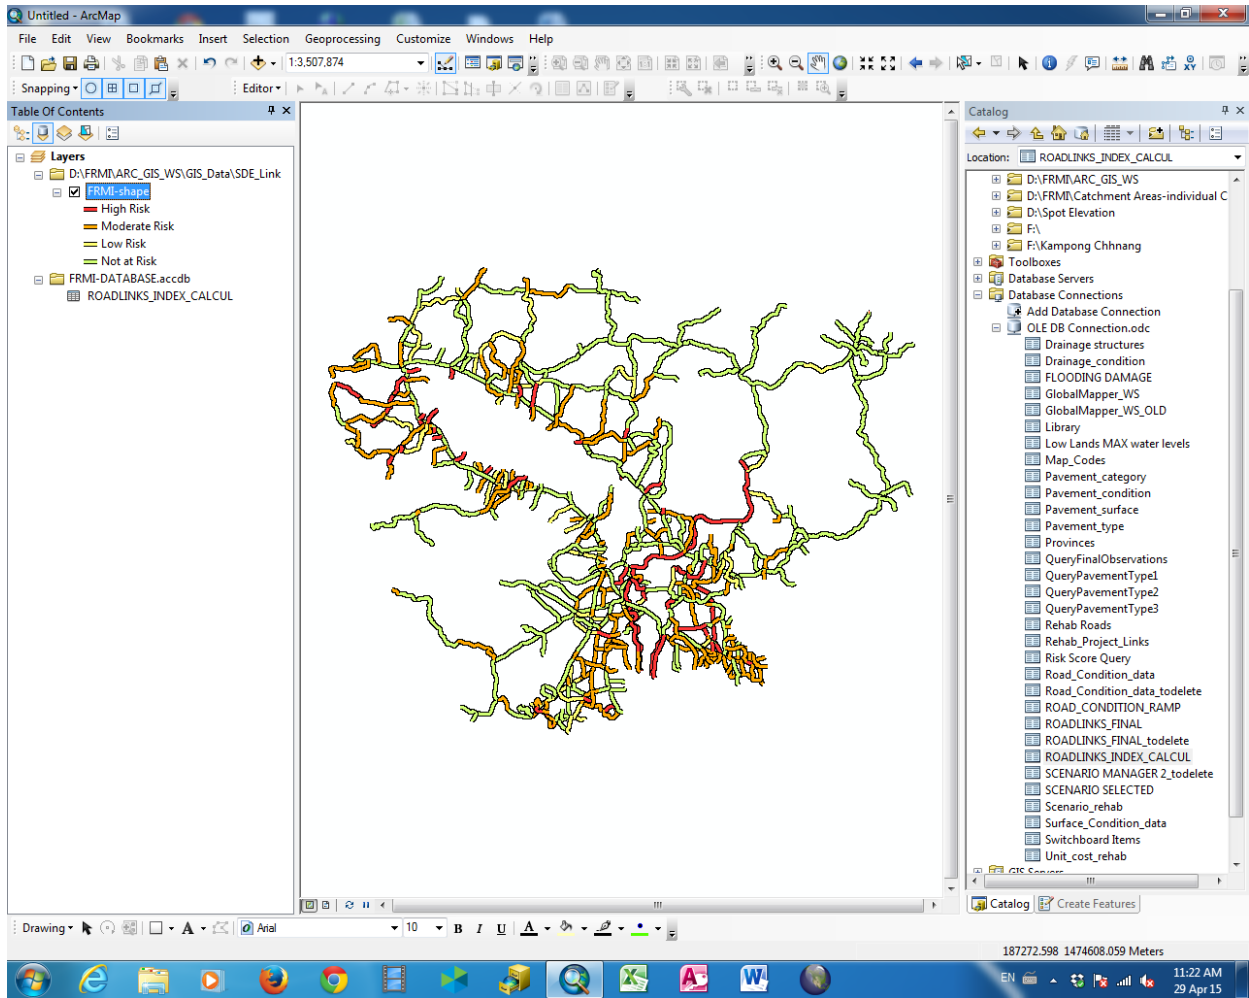 Untitled - ArcMap
File Edit View Bookmarks Insert Selection Geoprocessing Customize Windows Help
1:3,507,874
Snapping Editor
Table Of Contents
Layers
D:\FRMI\ARC_GIS_WS\GIS_Data\SDE_Link
FRMI-shape
High Risk
Moderate Risk
Low Risk
Not at Risk
FRMI-DATABASE.accdb
ROADLINKS_INDEX_CALCUL
Catalog
Location: ROADLINKS_INDEX_CALCUL
D:\FRMI\ARC_GIS_WS
D:\FRMI\Catchment Areas-individual C
D:\Spot Elevation
F:\
F:\Kampong Chhnang
Toolboxes
Database Servers
Database Connections
Add Database Connection
OLE DB Connection.odc
Drainage structures
Drainage_condition
FLOODING DAMAGE
GlobalMapper_WS
GlobalMapper_WS_OLD
Library
Low Lands MAX water levels
Map_Codes
Pavement_category
Pavement_condition
Pavement_surface
Pavement_type
Provinces
QueryFinalObservations
QueryPavementType1
QueryPavementType2
QueryPavementType3
Rehab Roads
Rehab_Project_Links
Risk Score Query
Road_Condition_data
Road_Condition_data_todelete
ROAD_CONDITION_RAMP
ROADLINKS_FINAL
ROADLINKS_FINAL_todelete
ROADLINKS_INDEX_CALCUL
SCENARIO MANAGER 2_todelete
SCENARIO SELECTED
Scenario_rehab
Surface_Condition_data
Switchboard Items
Unit_cost_rehab
GIS Servers
Catalog Create Features
Drawing A Arial 10 B I U A
187272.598 1474608.059 Meters
EN 11:22 AM
29 Apr 15